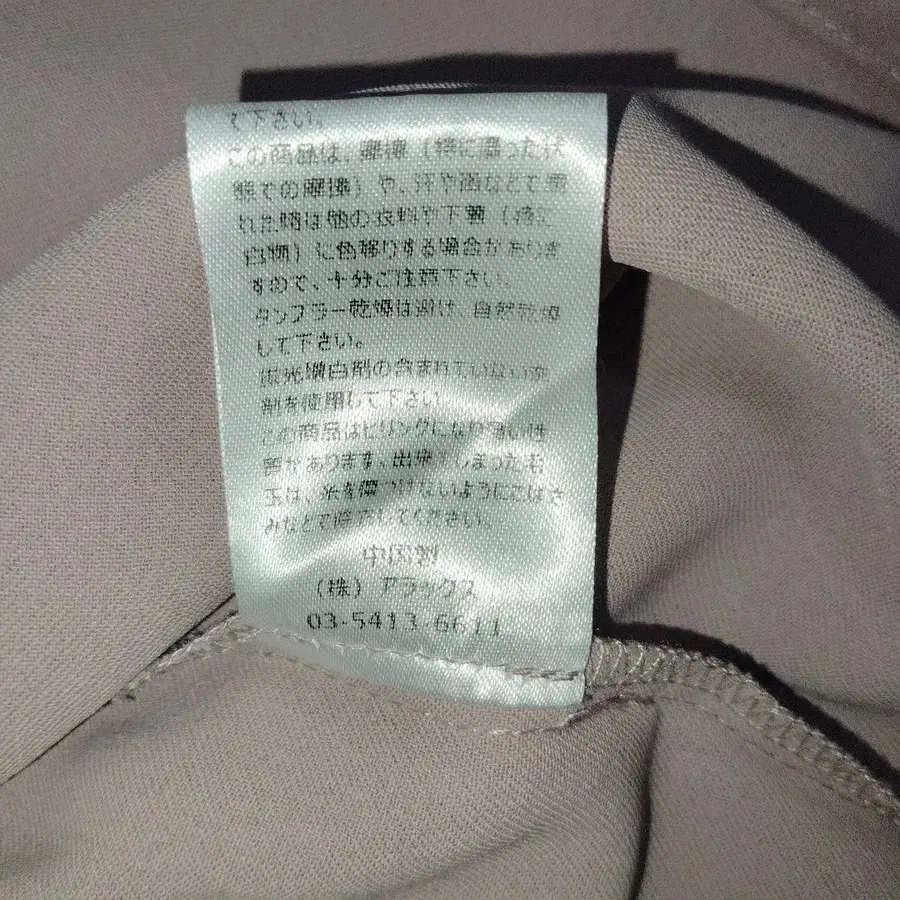 て下さい。
この商品は、摩擦（特に湿った状
態での摩擦）や、汗や雨などで濡
れた時は他の衣料や下着（特に
白物）に色移りする場合がありま
すので、十分ご注意下さい。
タンブラー乾燥は避け、自然乾燥
して下さい。
蛍光増白剤の含まれていない洗
剤を使用して下さい
この商品はピリングになり易い性
質があります、出来てしまった毛
玉は、糸を傷つけないようにはさ
みなどで除去してください。
中国製
（株）アラックス
03-5413-6611